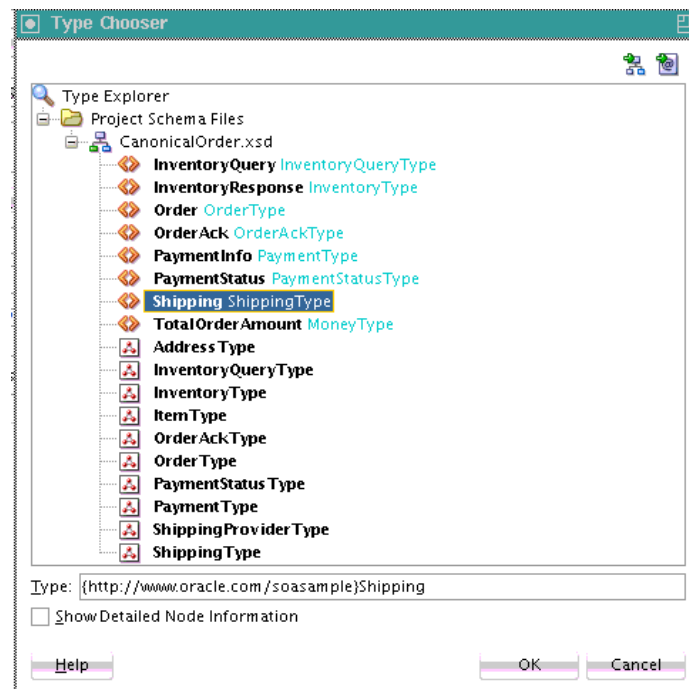 Type Chooser
Type Explorer
Project Schema Files
CanonicalOrder.xsd
InventoryQuery InventoryQueryType
InventoryResponse InventoryType
Order OrderType
OrderAck OrderAckType
PaymentInfo PaymentType
PaymentStatus PaymentStatusType
Shipping ShippingType
TotalOrderAmount MoneyType
AddressType
InventoryQueryType
InventoryType
ItemType
OrderAckType
OrderType
PaymentStatusType
PaymentType
ShippingProviderType
ShippingType
Type: {http://www.oracle.com/soasample}Shipping
Show Detailed Node Information
Help OK Cancel